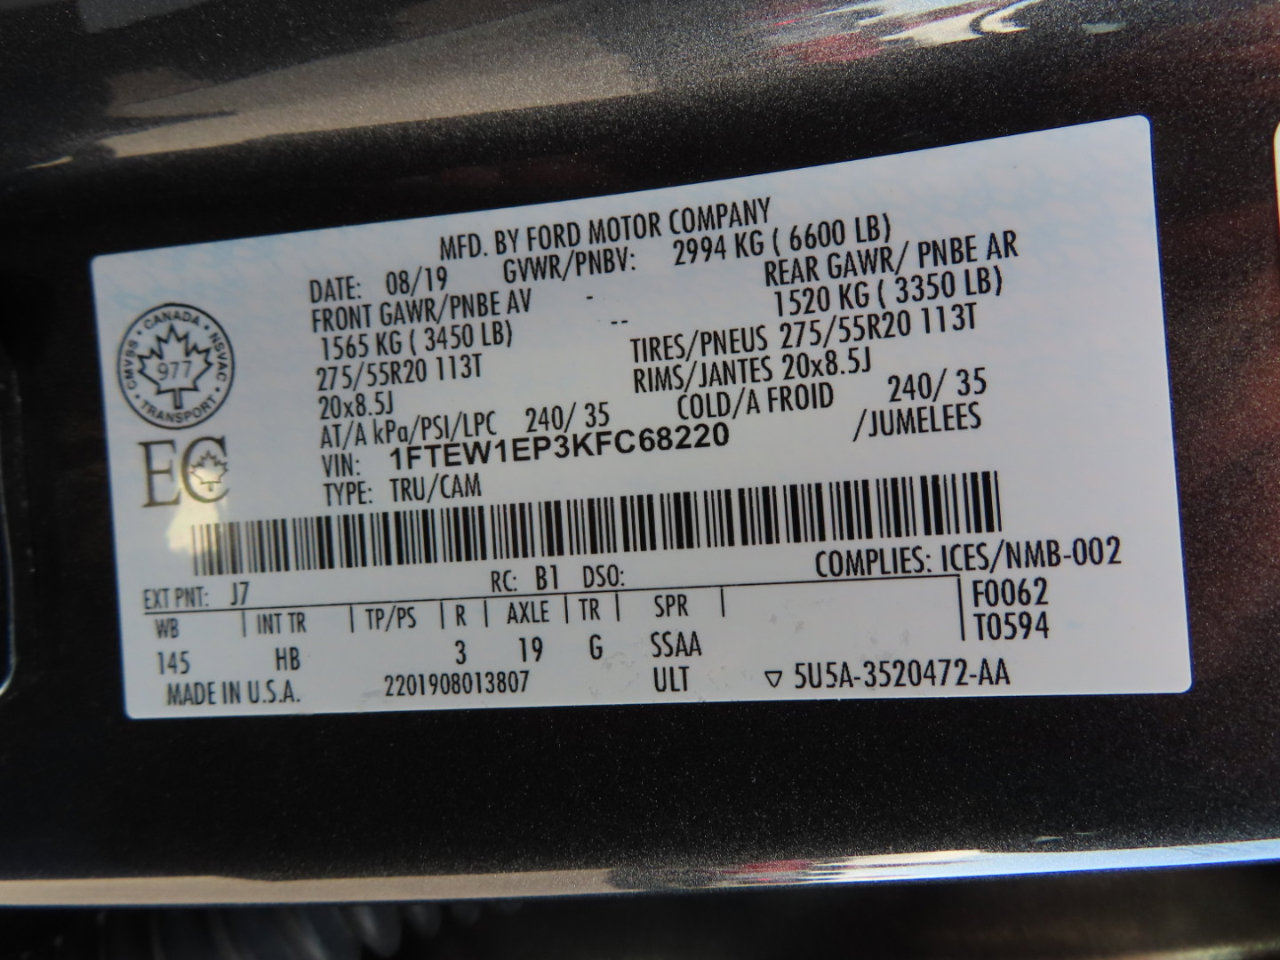 MFD. BY FORD MOTOR COMPANY
DATE: 08/19 GVWR/PNBV: 2994 KG ( 6600 LB)
FRONT GAWR/PNBE AV - REAR GAWR/ PNBE AR
1565 KG ( 3450 LB) -- 1520 KG ( 3350 LB)
275/55R20 113T TIRES/PNEUS 275/55R20 113T
20x8.5J RIMS/JANTES 20x8.5J
AT/A kPa/PSI/LPC 240/ 35 COLD/A FROID 240/ 35
VIN: 1FTEW1EP3KFC68220 /JUMELEES
TYPE: TRU/CAM
CANADA NSVAC TRANSPORT CMVSS
977
EC
COMPLIES: ICES/NMB-002
EXT PNT: J7 RC: B1 DSO:
F0062
WB INT TR TP/PS R AXLE TR SPR
T0594
145 HB 3 19 G SSAA
MADE IN U.S.A. 2201908013807 ULT 5U5A-3520472-AA